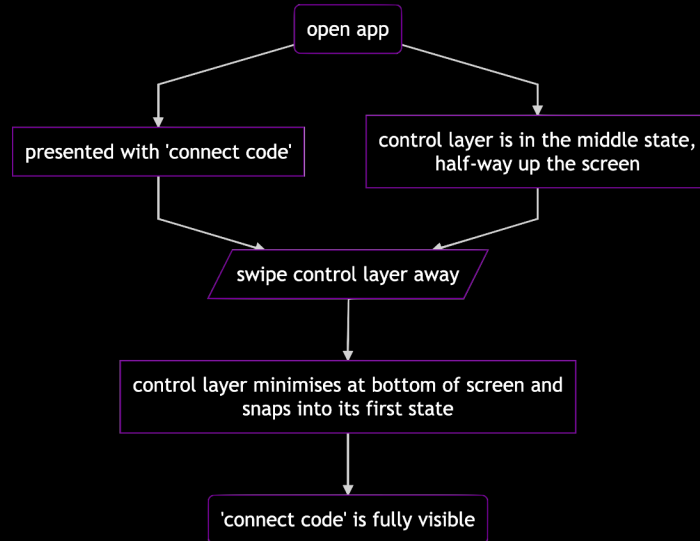 open app
presented with 'connect code'
control layer is in the middle state,
half-way up the screen
swipe control layer away
control layer minimises at bottom of screen and
snaps into its first state
'connect code' is fully visible